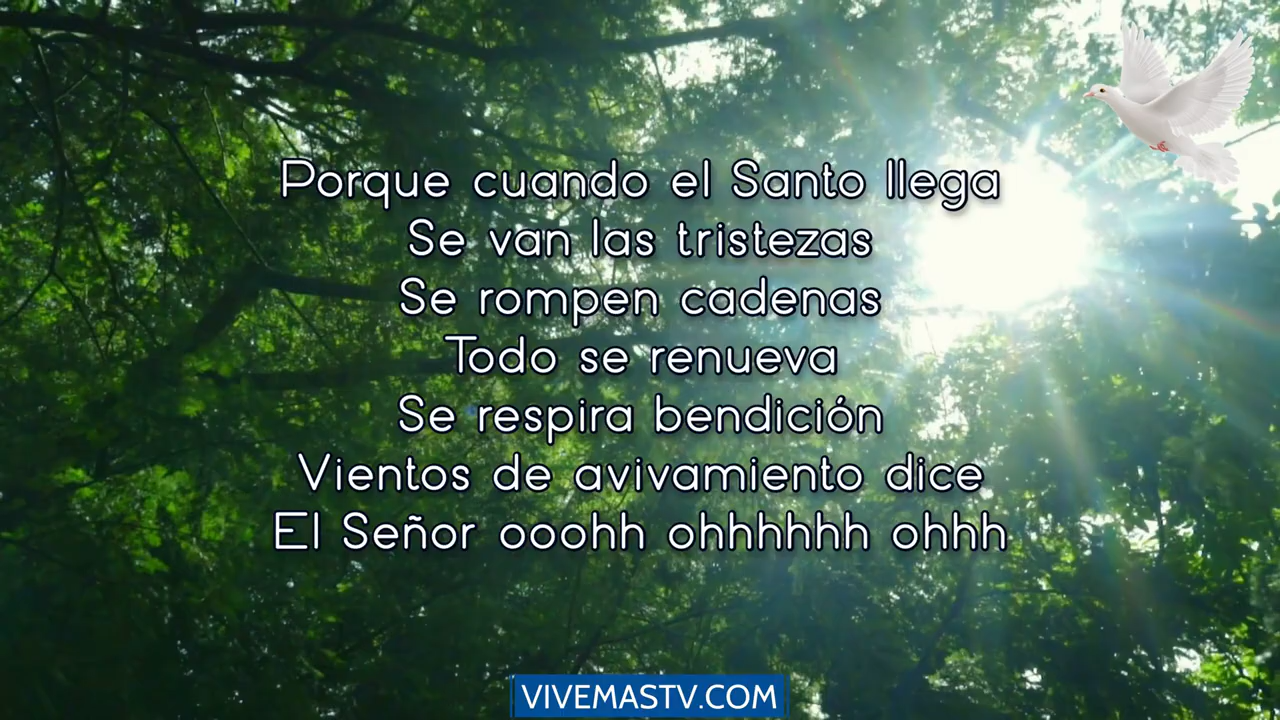 Porque cuando el Santo llega
Se van las tristezas
Se rompen cadenas
Todo se renueva
Se respira bendición
Vientos de avivamiento dice
El Señor ooohh ohhhhhh ohhh
VIVEMASTV.COM